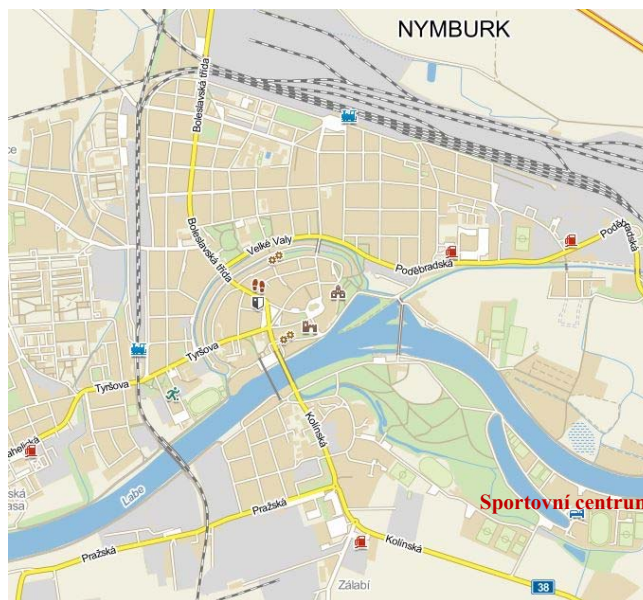 NYMBURK
Boleslavská třída
Boleslavská třída
Velké Valy
Poděbradská
Tyršova
Tyršova
Kolínská
Labe
Sportovní centrum
Pražská
Pražská
Kolínská
Zálabí
38